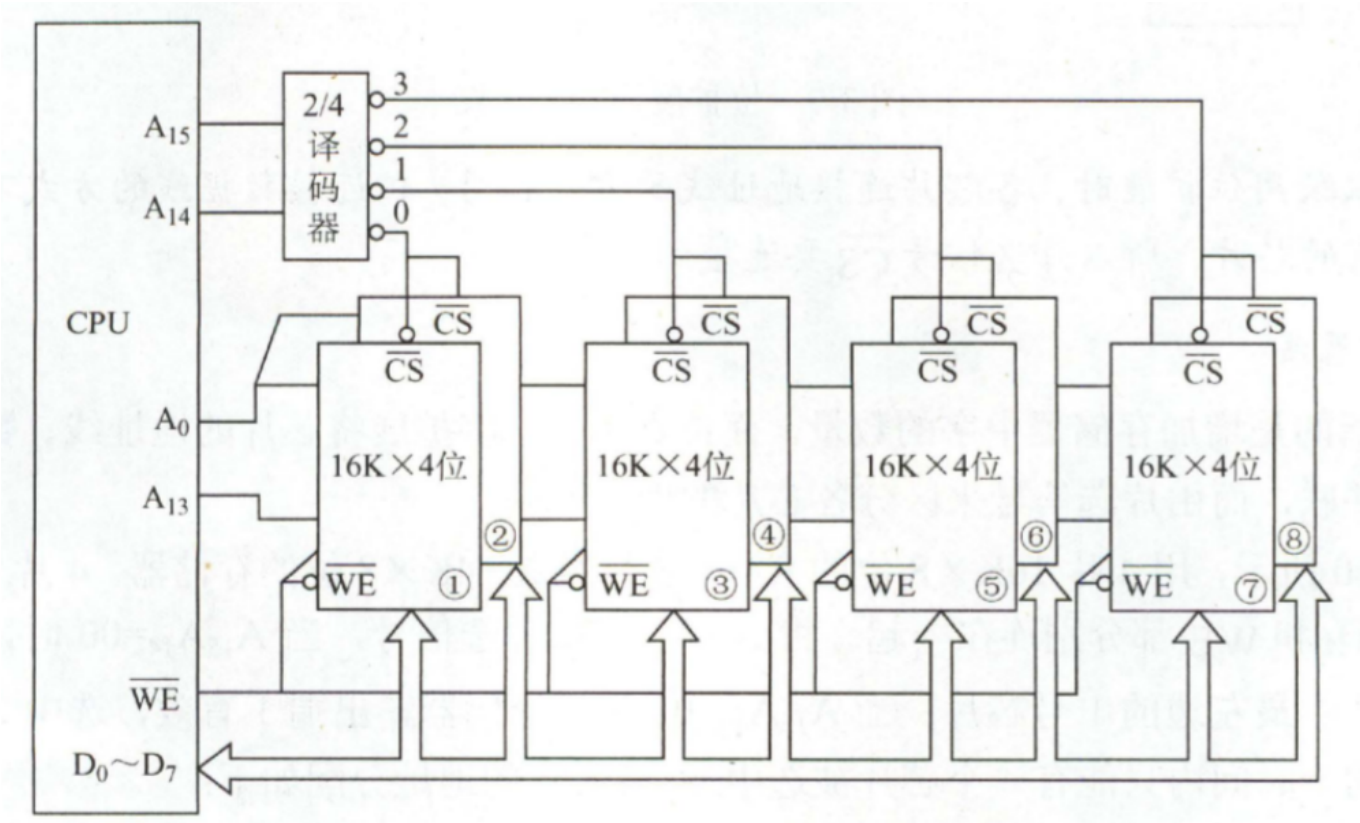 CPU
A15
A14
A0
A13
WE
D0～D7
2/4
译
码
器
3
2
1
0
CS
CS
16K×4位
WE
①
②
CS
CS
16K×4位
WE
③
④
CS
CS
16K×4位
WE
⑤
⑥
CS
CS
16K×4位
WE
⑦
⑧